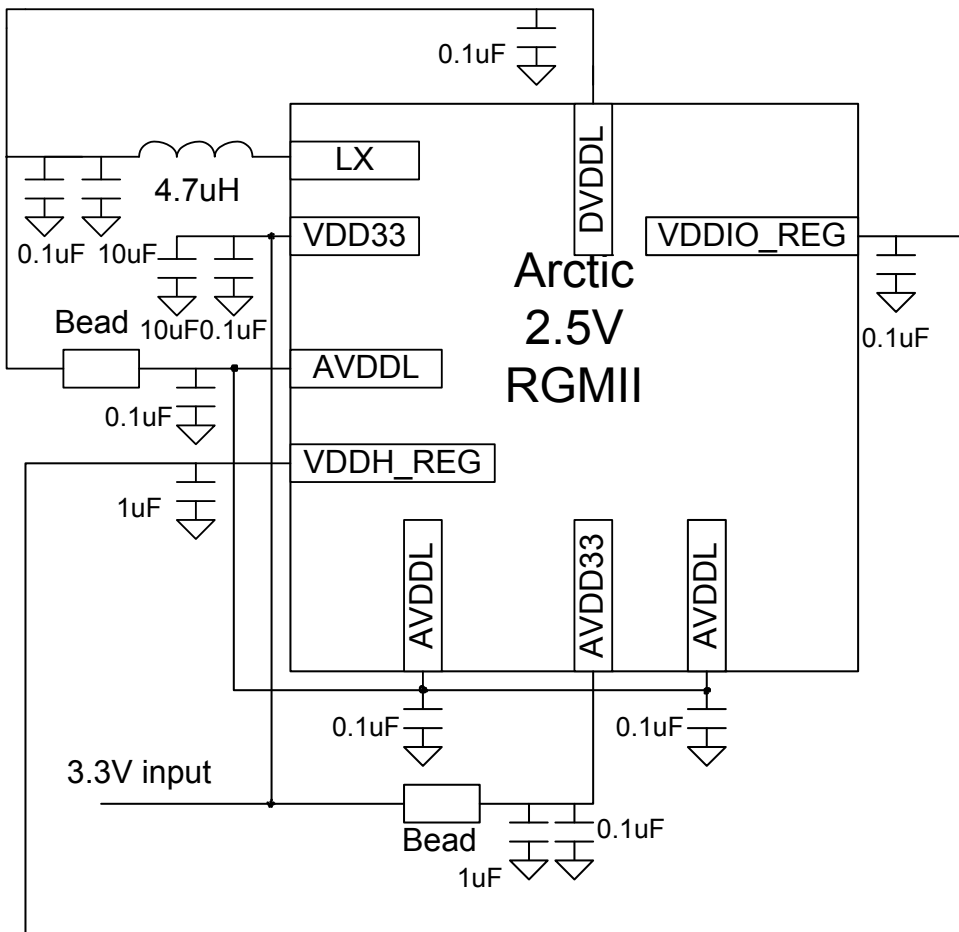 0.1uF
LX
DVDDL
4.7uH
0.1uF 10uF
VDD33
VDDIO_REG
10uF0.1uF
0.1uF
Arctic
2.5V
RGMII
Bead
AVDDL
0.1uF
VDDH_REG
1uF
AVDDL
AVDD33
AVDDL
0.1uF
0.1uF
3.3V input
Bead
0.1uF
1uF